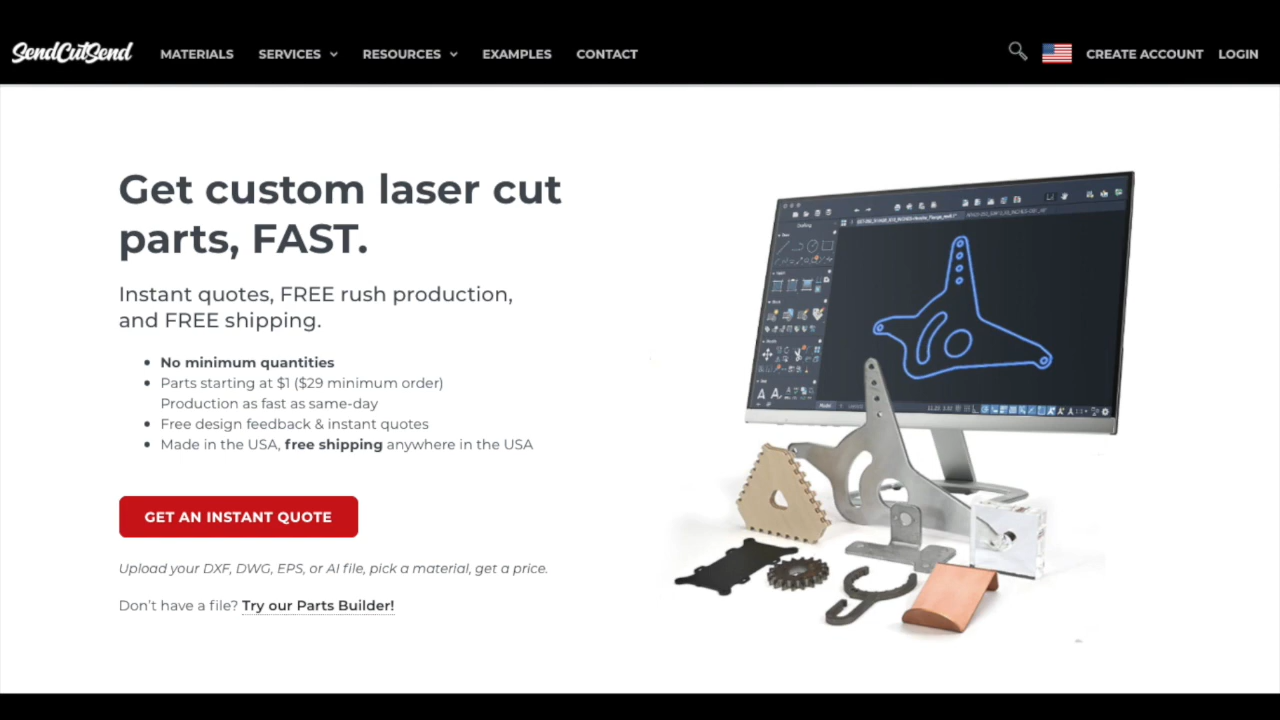 SendCutSend
MATERIALS
SERVICES
RESOURCES
EXAMPLES
CONTACT
CREATE ACCOUNT
LOGIN
Get custom laser cut
parts, FAST.
Instant quotes, FREE rush production,
and FREE shipping.
• No minimum quantities
• Parts starting at $1 ($29 minimum order)
Production as fast as same-day
• Free design feedback & instant quotes
• Made in the USA, free shipping anywhere in the USA
GET AN INSTANT QUOTE
Upload your DXF, DWG, EPS, or AI file, pick a material, get a price.
Don’t have a file? Try our Parts Builder!
Drafting
Model